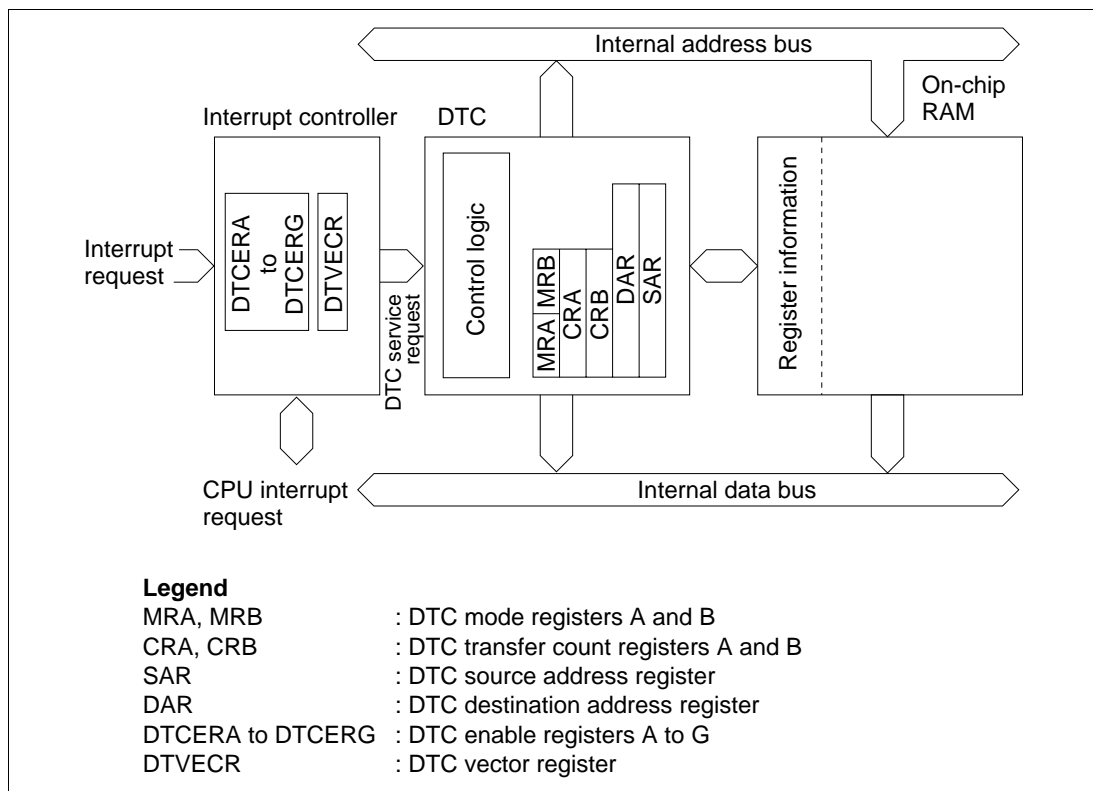 Internal address bus
On-chip
RAM
Interrupt controller
DTC
Interrupt
request
DTCERA
to
DTCERG
DTVECR
DTC service
request
Control logic
MRA
MRB
CRA
CRB
DAR
SAR
Register information
CPU interrupt
request
Internal data bus
Legend
MRA, MRB : DTC mode registers A and B
CRA, CRB : DTC transfer count registers A and B
SAR : DTC source address register
DAR : DTC destination address register
DTCERA to DTCERG : DTC enable registers A to G
DTVECR : DTC vector register